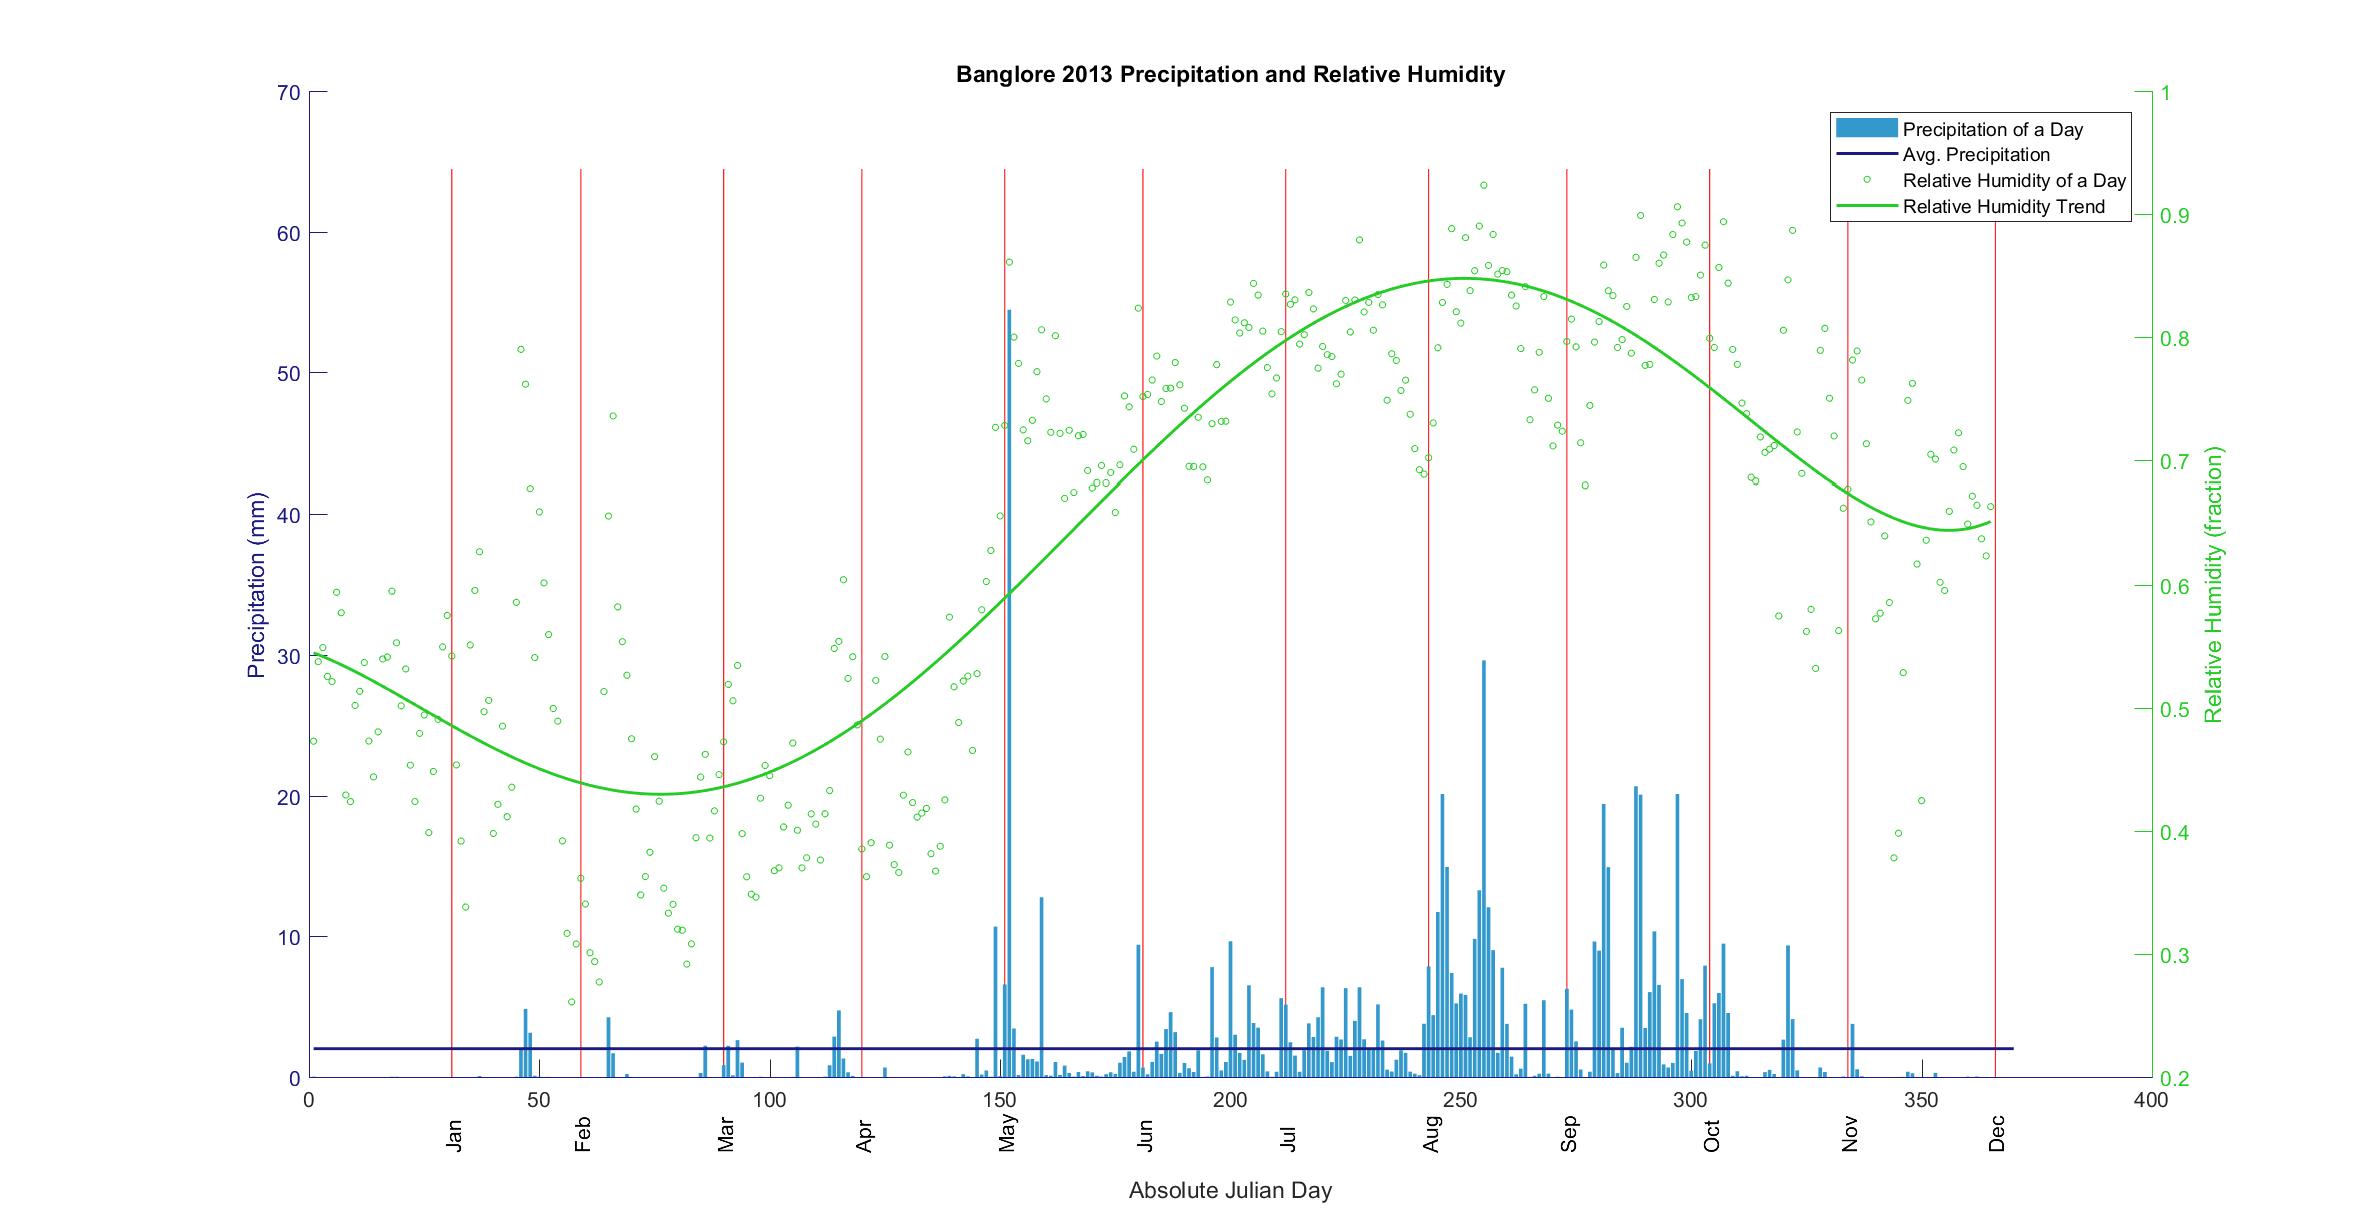 Banglore 2013 Precipitation and Relative Humidity
Precipitation of a Day
Avg. Precipitation
Relative Humidity of a Day
Relative Humidity Trend
70
60
50
40
30
20
10
0
Precipitation (mm)
1
0.9
0.8
0.7
0.6
0.5
0.4
0.3
0.2
Relative Humidity (fraction)
0 50 100 150 200 250 300 350 400
Jan Feb Mar Apr May Jun Jul Aug Sep Oct Nov Dec
Absolute Julian Day